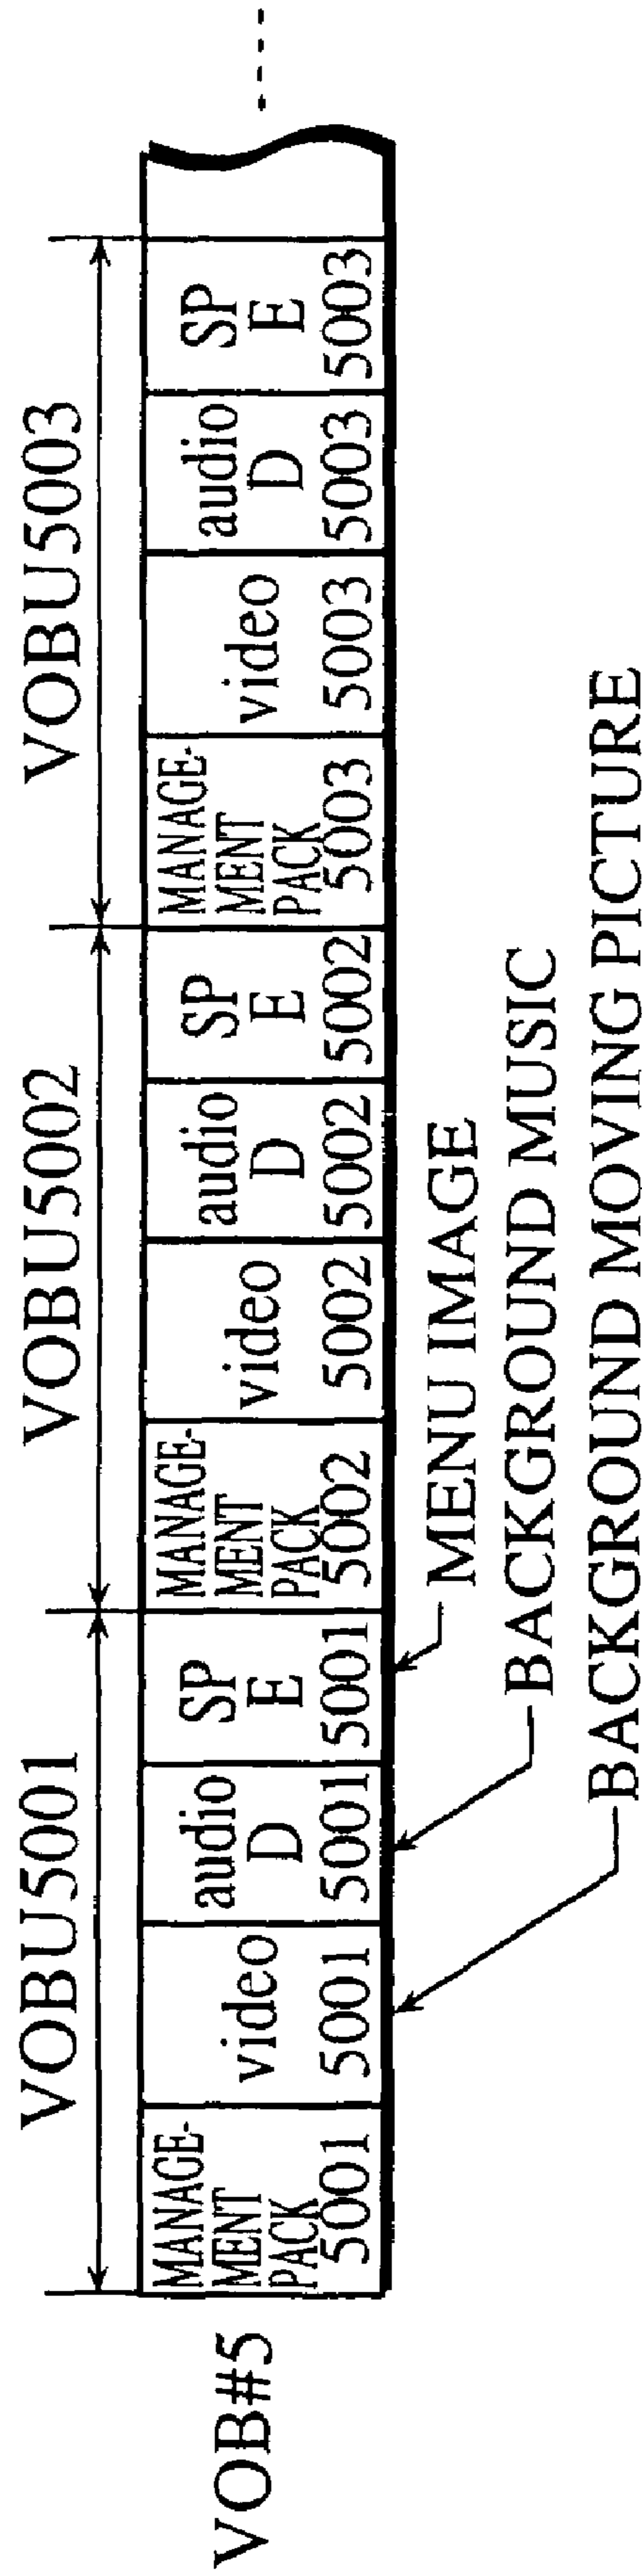 VOBU5001 VOBU5002 VOBU5003
VOB#5
MANAGE-
MENT
PACK
5001
video
5001
audio
D
5001
SP
E
5001
MANAGE-
MENT
PACK
5002
video
5002
audio
D
5002
SP
E
5002
MANAGE-
MENT
PACK
5003
video
5003
audio
D
5003
SP
E
5003
MENU IMAGE
BACKGROUND MUSIC
BACKGROUND MOVING PICTURE